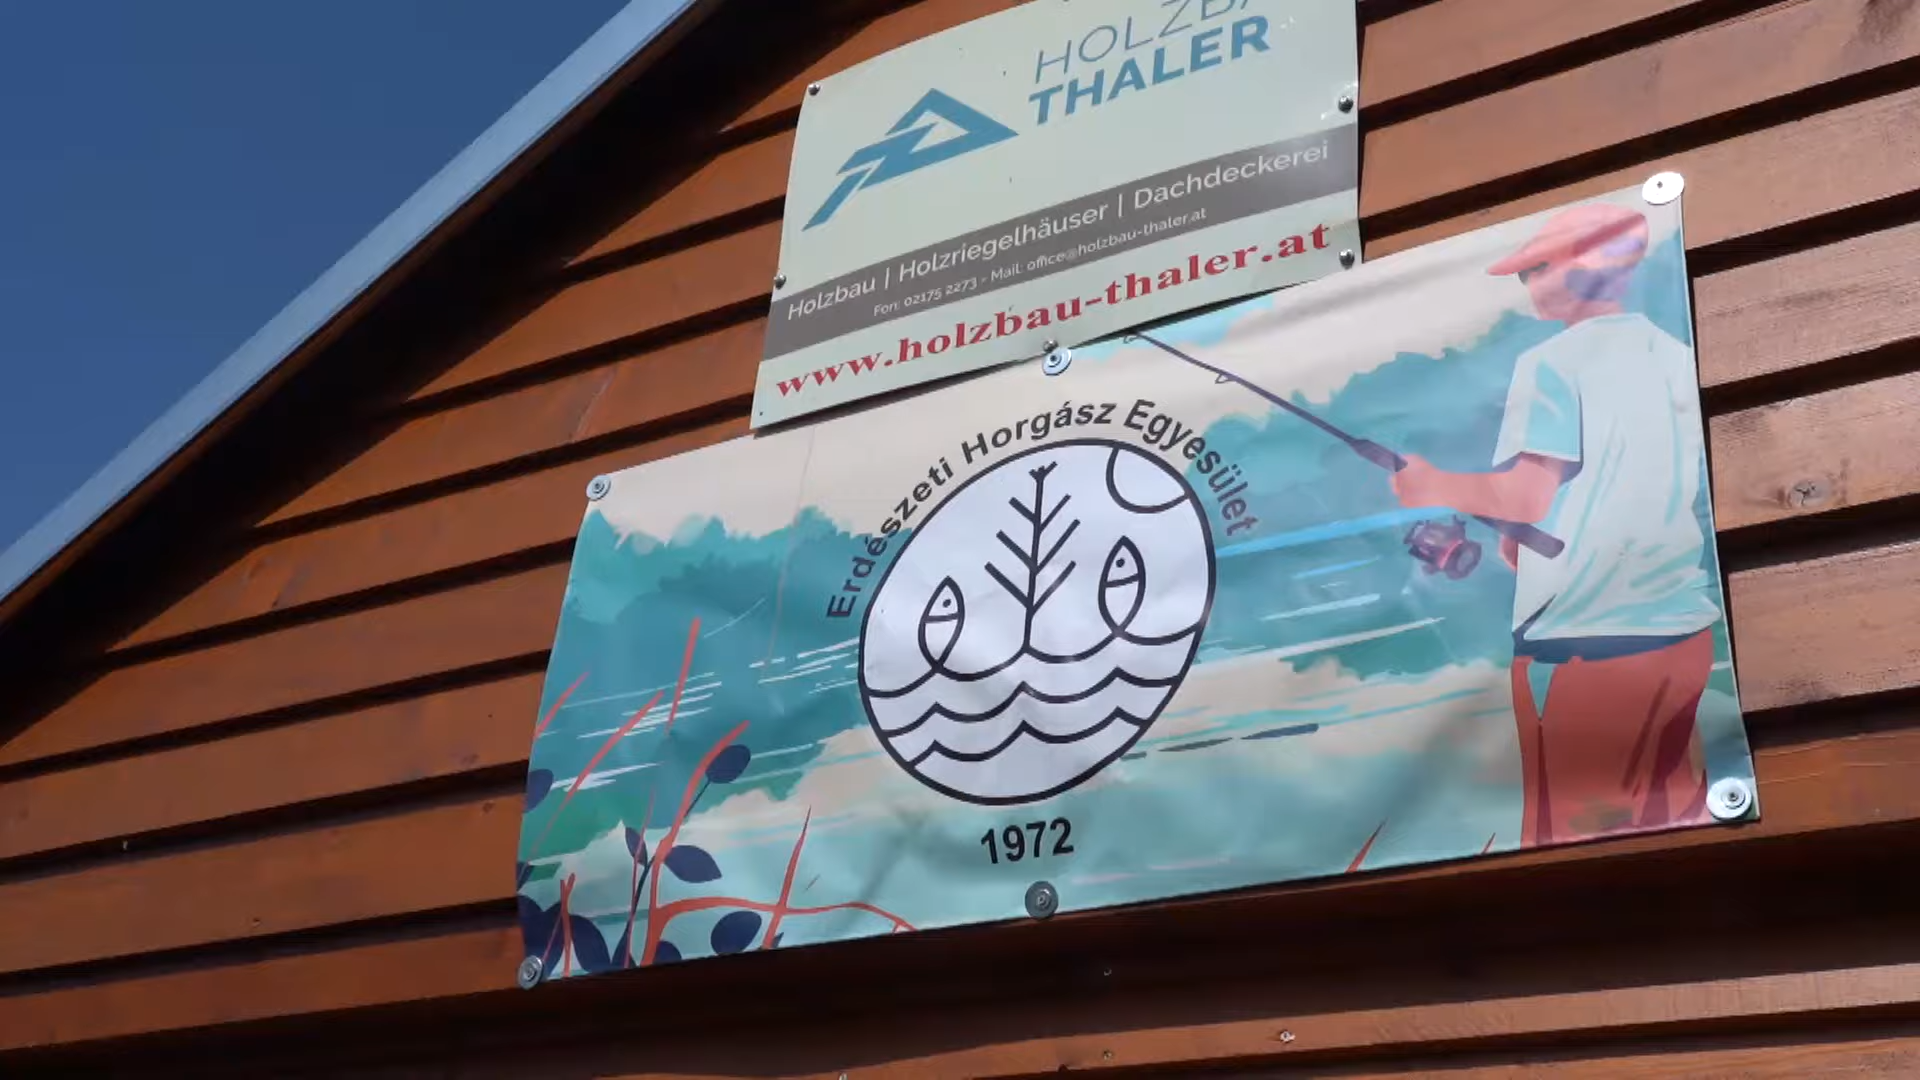 HOLZBA
THALER
Holzbau | Holzriegelhäuser | Dachdeckerei
Fon: 02175 2273 - Mail: office@holzbau-thaler.at
www.holzbau-thaler.at
Erdészeti Horgász Egyesület
1972